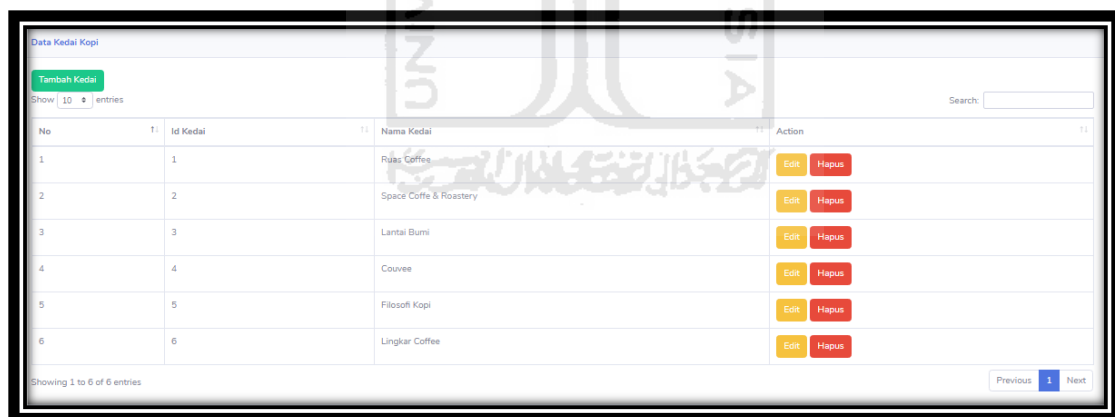 Data Kedai Kopi
Tambah Kedai
Show 10 entries
Search:
No Id Kedai Nama Kedai Action
1 1 Ruas Coffee Edit Hapus
2 2 Space Coffe & Roastery Edit Hapus
3 3 Lantai Bumi Edit Hapus
4 4 Couvee Edit Hapus
5 5 Filosofi Kopi Edit Hapus
6 6 Lingkar Coffee Edit Hapus
Showing 1 to 6 of 6 entries
Previous 1 Next